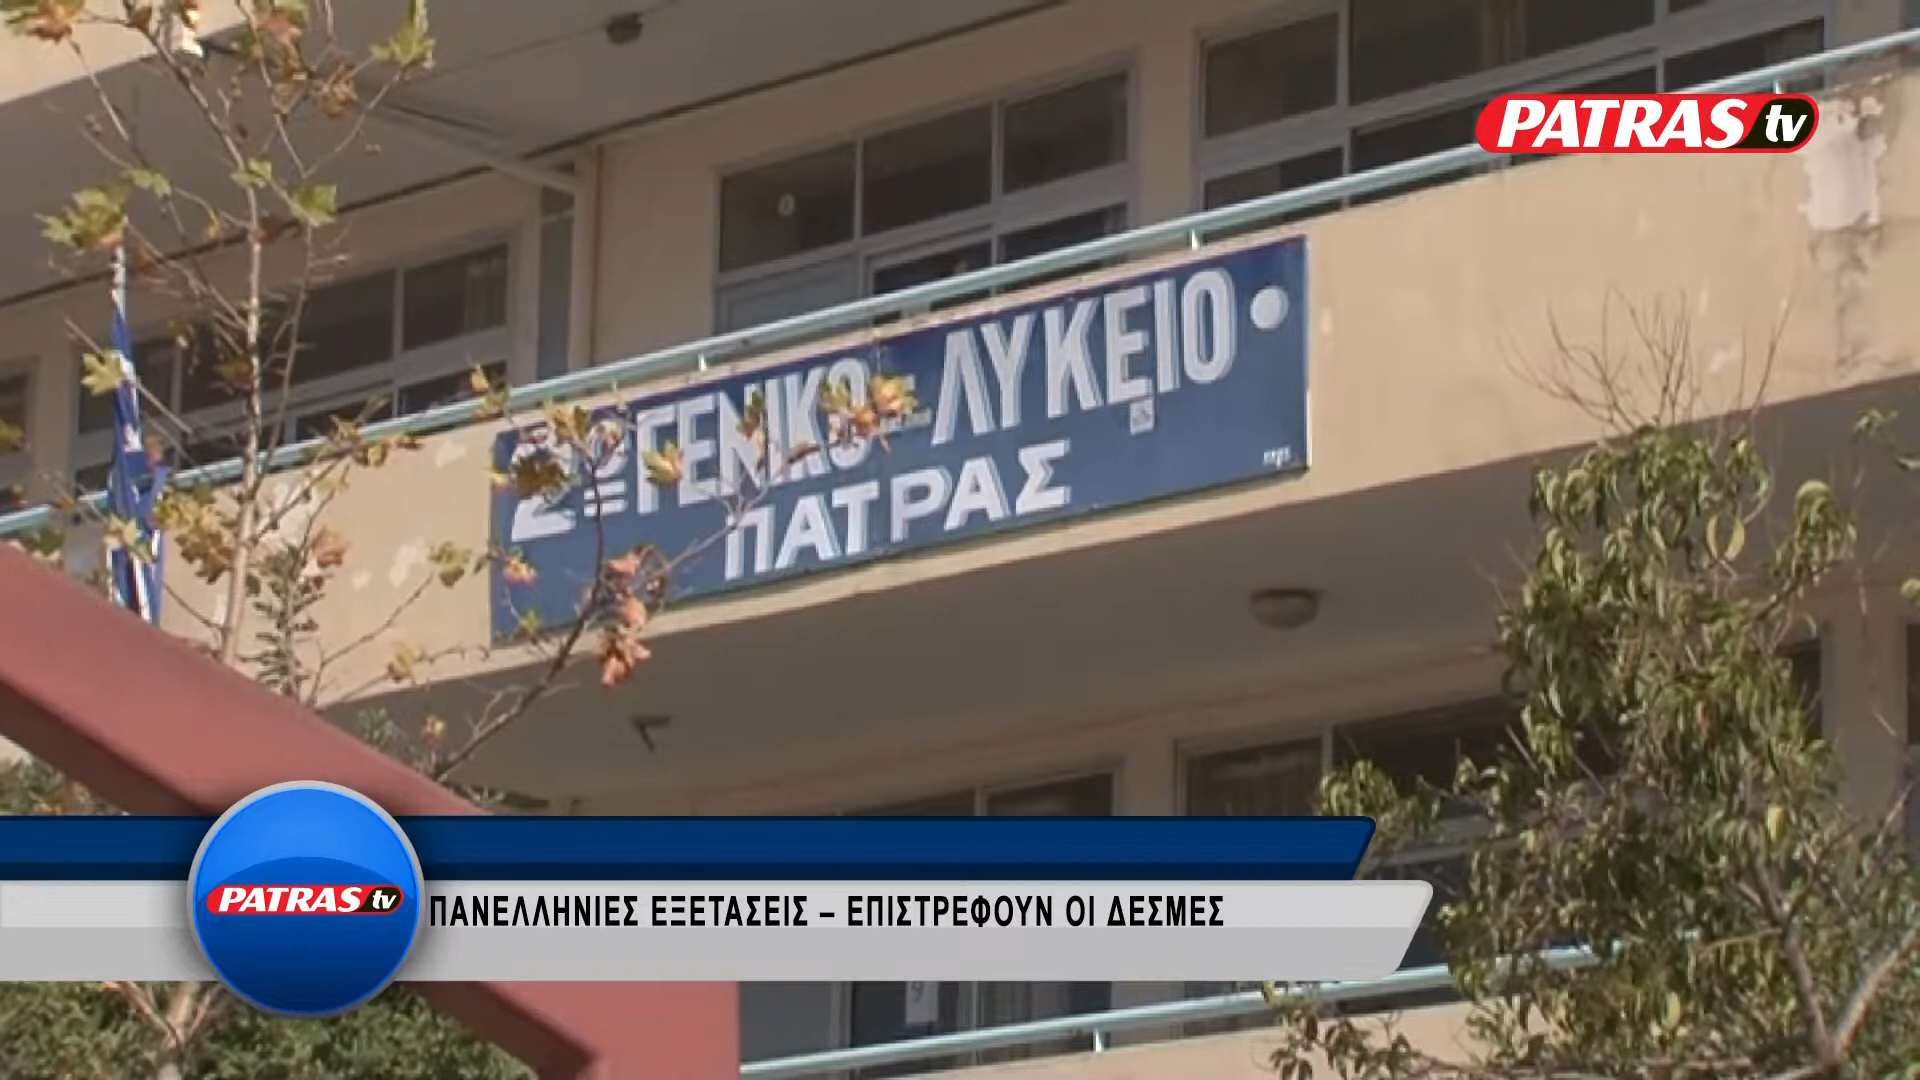 PATRAS tv
2ο ΓΕΝΙΚΟ ΛΥΚΕΙΟ
ΠΑΤΡΑΣ
PATRAS tv
ΠΑΝΕΛΛΗΝΙΕΣ ΕΞΕΤΑΣΕΙΣ – ΕΠΙΣΤΡΕΦΟΥΝ ΟΙ ΔΕΣΜΕΣ